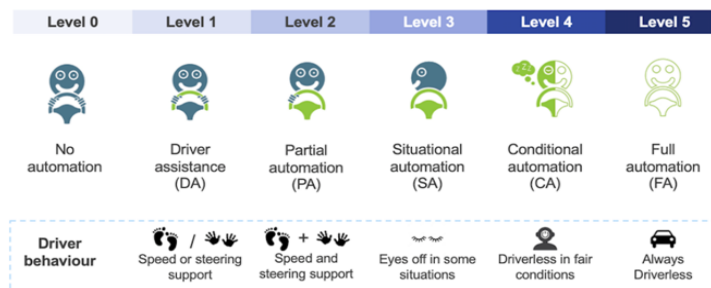 Level 0 Level 1 Level 2 Level 3 Level 4 Level 5
No automation
Driver assistance (DA)
Partial automation (PA)
Situational automation (SA)
Conditional automation (CA)
Full automation (FA)
Driver behaviour
/
Speed or steering support
+
Speed and steering support
Eyes off in some situations
Driverless in fair conditions
Always Driverless